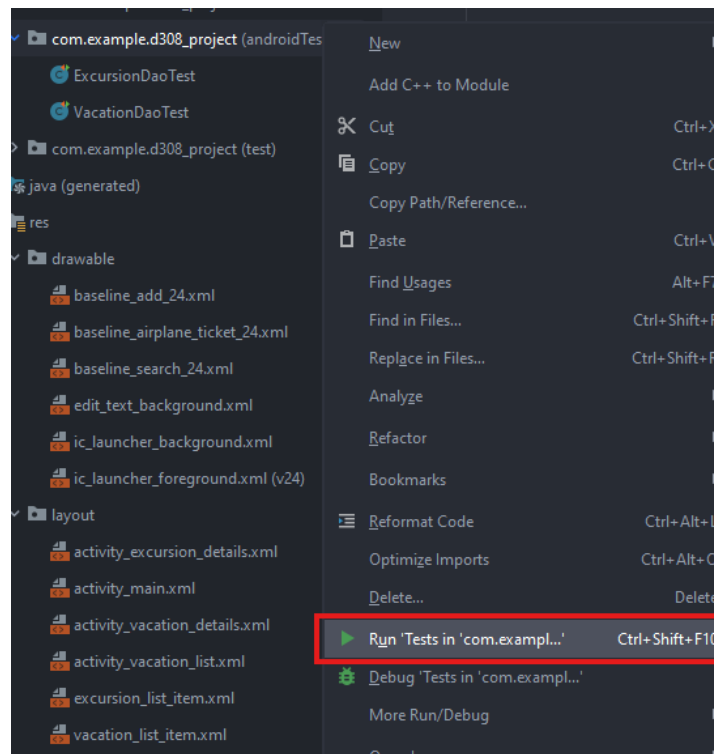 com.example.d308_project (androidTes
ExcursionDaoTest
VacationDaoTest
com.example.d308_project (test)
java (generated)
res
drawable
baseline_add_24.xml
baseline_airplane_ticket_24.xml
baseline_search_24.xml
edit_text_background.xml
ic_launcher_background.xml
ic_launcher_foreground.xml (v24)
layout
activity_excursion_details.xml
activity_main.xml
activity_vacation_details.xml
activity_vacation_list.xml
excursion_list_item.xml
vacation_list_item.xml
New
Add C++ to Module
Cut Ctrl+X
Copy Ctrl+C
Copy Path/Reference...
Paste Ctrl+V
Find Usages Alt+F7
Find in Files... Ctrl+Shift+F
Replace in Files... Ctrl+Shift+R
Analyze
Refactor
Bookmarks
Reformat Code Ctrl+Alt+L
Optimize Imports Ctrl+Alt+O
Delete... Delete
Run 'Tests in 'com.exampl...' Ctrl+Shift+F10
Debug 'Tests in 'com.exampl...'
More Run/Debug